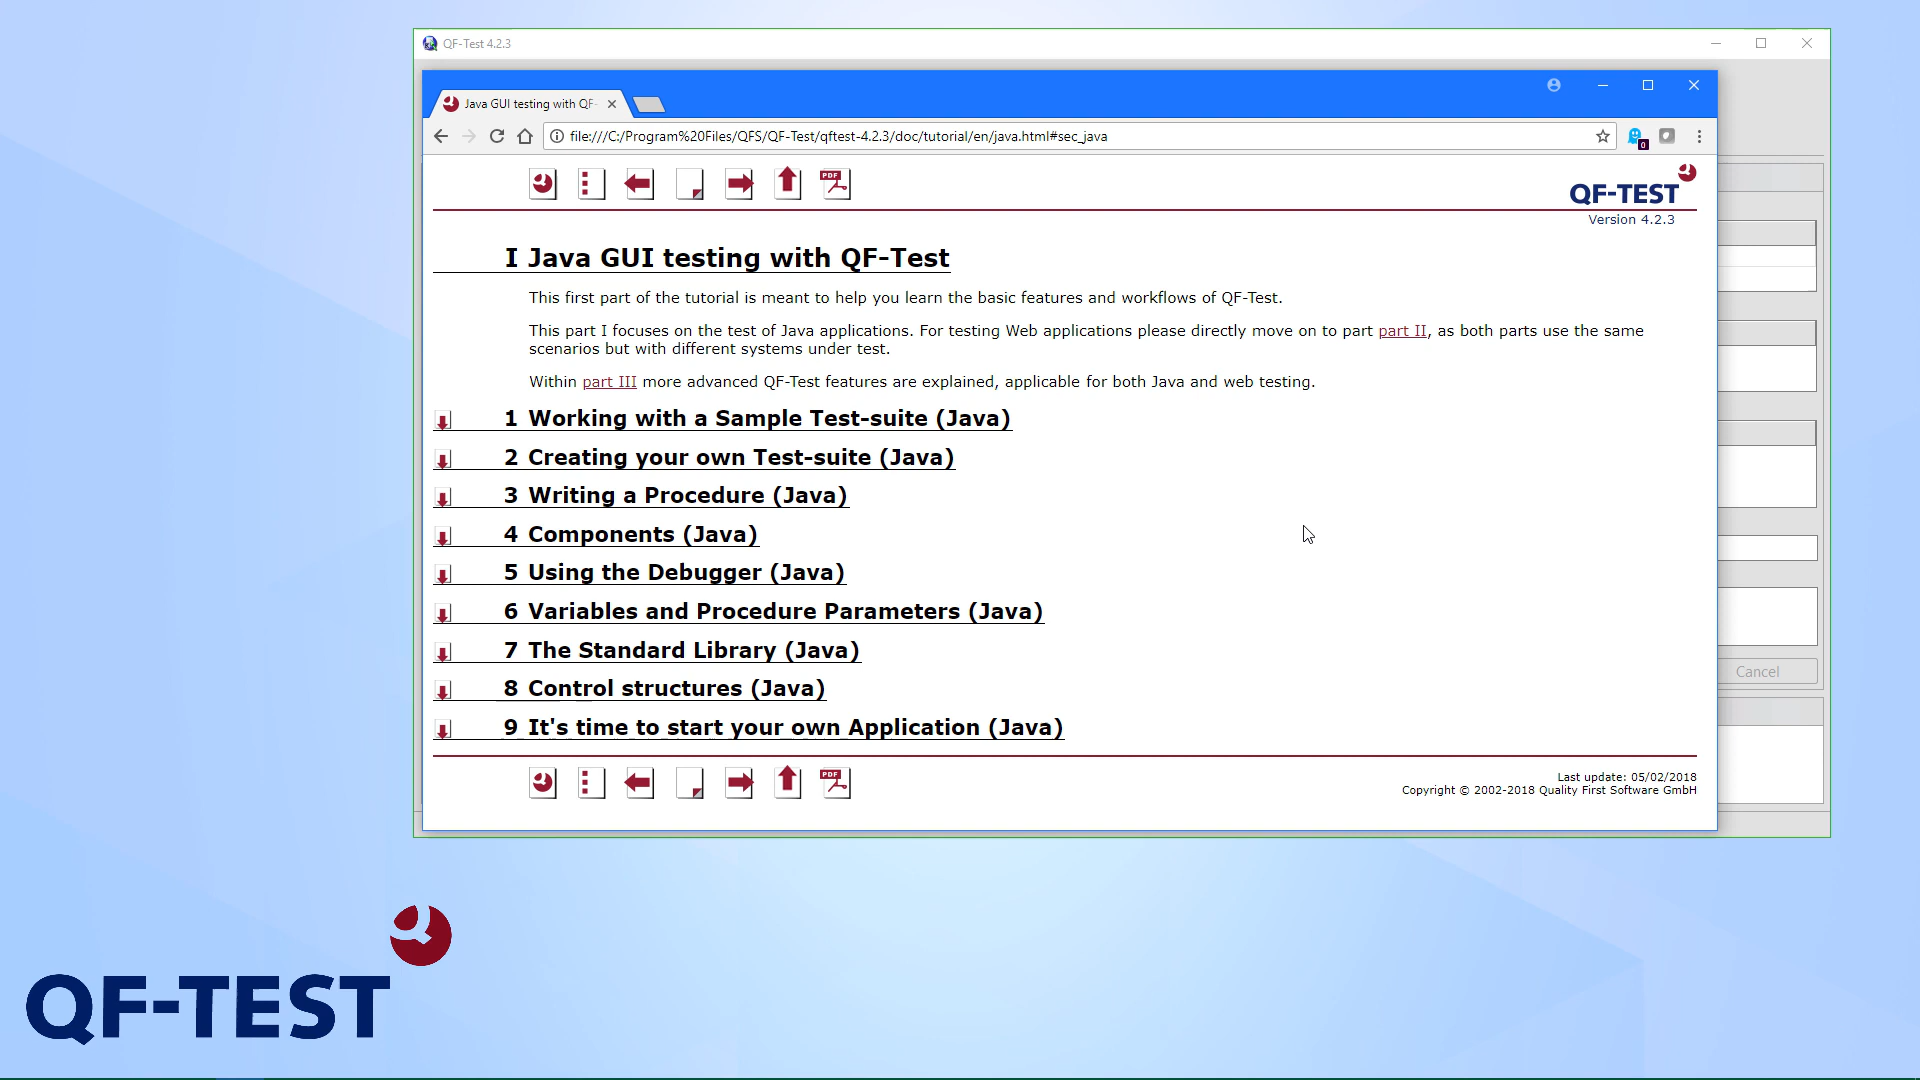 QF-Test 4.2.3
Java GUI testing with QF-
file:///C:/Program%20Files/QFS/QF-Test/qftest-4.2.3/doc/tutorial/en/java.html#sec_java
0
PDF
QF-TEST
Version 4.2.3
I Java GUI testing with QF-Test
This first part of the tutorial is meant to help you learn the basic features and workflows of QF-Test.
This part I focuses on the test of Java applications. For testing Web applications please directly move on to part part II, as both parts use the same
scenarios but with different systems under test.
Within part III more advanced QF-Test features are explained, applicable for both Java and web testing.
1 Working with a Sample Test-suite (Java)
2 Creating your own Test-suite (Java)
3 Writing a Procedure (Java)
4 Components (Java)
5 Using the Debugger (Java)
6 Variables and Procedure Parameters (Java)
7 The Standard Library (Java)
Cancel
8 Control structures (Java)
9 It's time to start your own Application (Java)
PDF
Last update: 05/02/2018
Copyright © 2002-2018 Quality First Software GmbH
QF-TEST